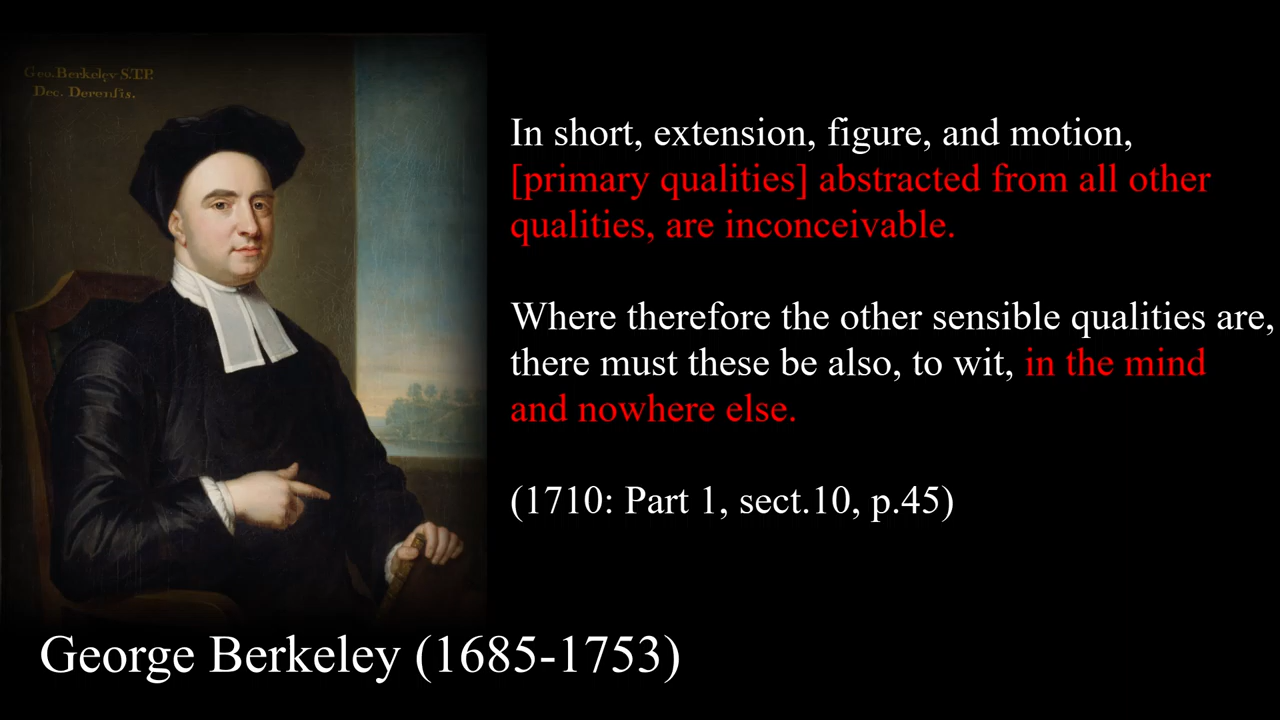 Geo. Berkeley S.T.P.
Dec. Derensis.
In short, extension, figure, and motion,
[primary qualities] abstracted from all other
qualities, are inconceivable.
Where therefore the other sensible qualities are,
there must these be also, to wit, in the mind
and nowhere else.
(1710: Part 1, sect.10, p.45)
George Berkeley (1685-1753)